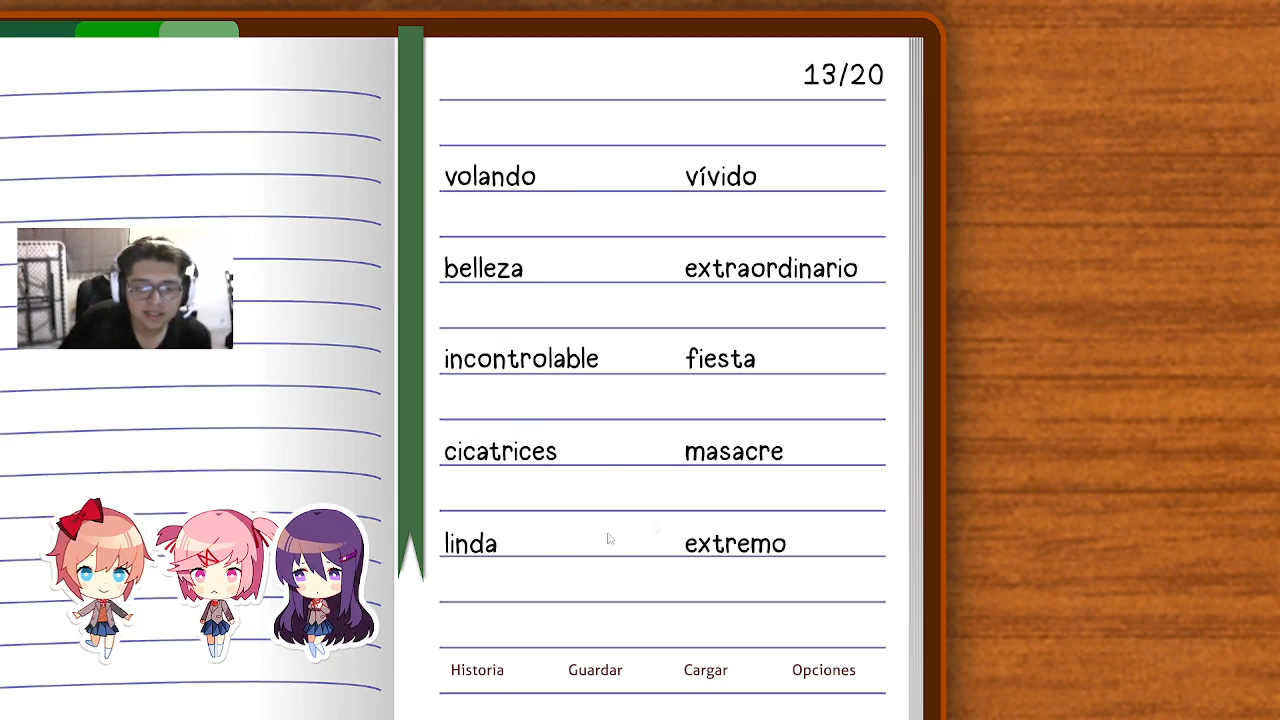 13/20
volando vívido
belleza extraordinario
incontrolable fiesta
cicatrices masacre
linda extremo
Historia Guardar Cargar Opciones